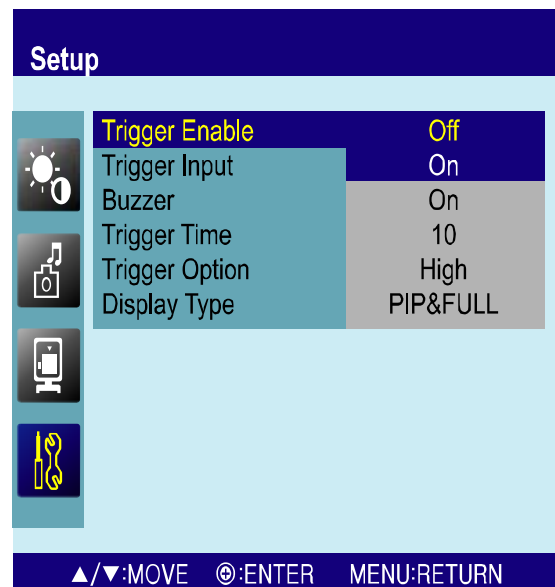 Setup
Trigger Enable Off
Trigger Input On
Buzzer On
Trigger Time 10
Trigger Option High
Display Type PIP&FULL
▲/▼:MOVE ⊕:ENTER MENU:RETURN